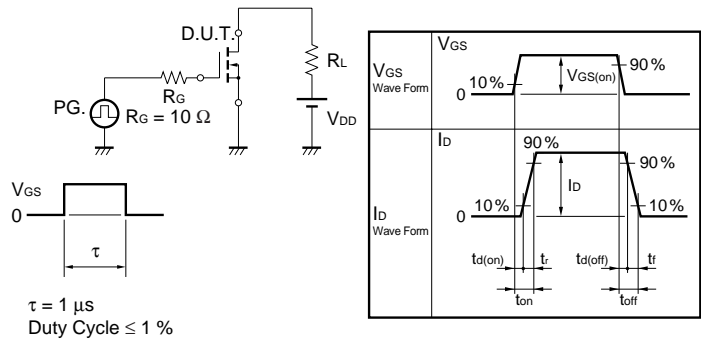 D.U.T.
RL
PG.
RG
RG = 10 Ω
VDD
VGS
0
τ
τ = 1 μs
Duty Cycle ≤ 1 %
VGS
Wave Form
VGS
10 %
0
VGS(on)
90 %
ID
Wave Form
ID
90 %
90 %
10 %
0
ID
10 %
td(on)
tr
td(off)
tf
ton
toff